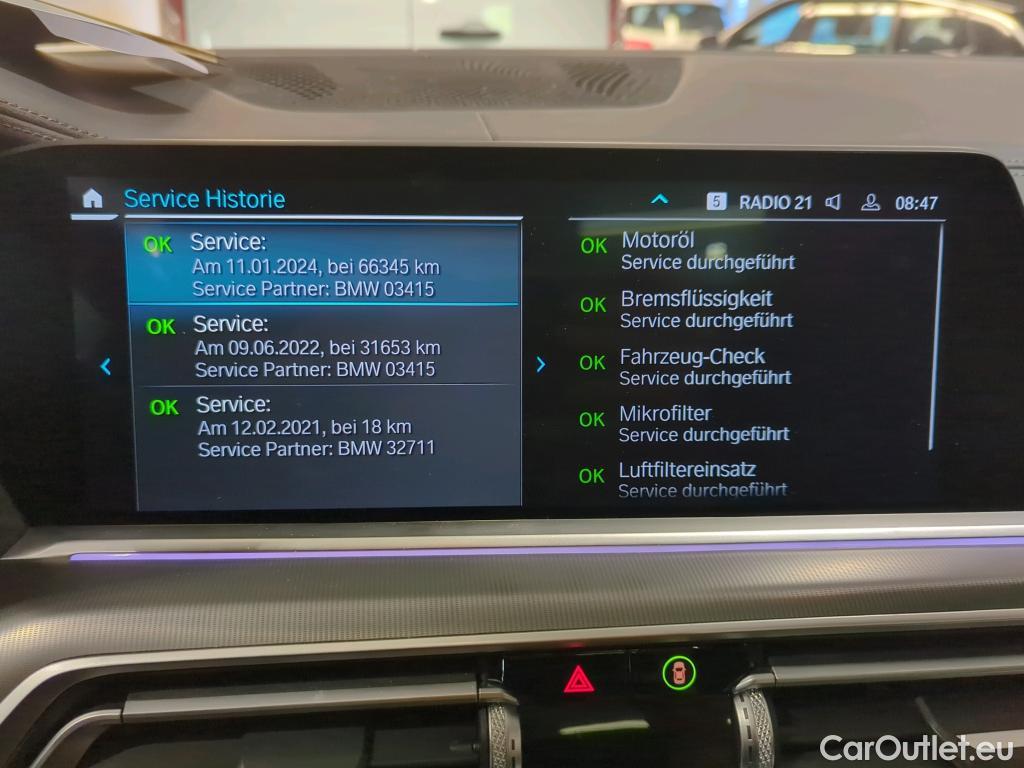 Service Historie
5 RADIO 21 08:47
OK Service:
Am 11.01.2024, bei 66345 km
Service Partner: BMW 03415
OK Service:
Am 09.06.2022, bei 31653 km
Service Partner: BMW 03415
OK Service:
Am 12.02.2021, bei 18 km
Service Partner: BMW 32711
OK Motoröl
Service durchgeführt
OK Bremsflüssigkeit
Service durchgeführt
OK Fahrzeug-Check
Service durchgeführt
OK Mikrofilter
Service durchgeführt
OK Luftfiltereinsatz
Service durchgeführt
CarOutlet.eu